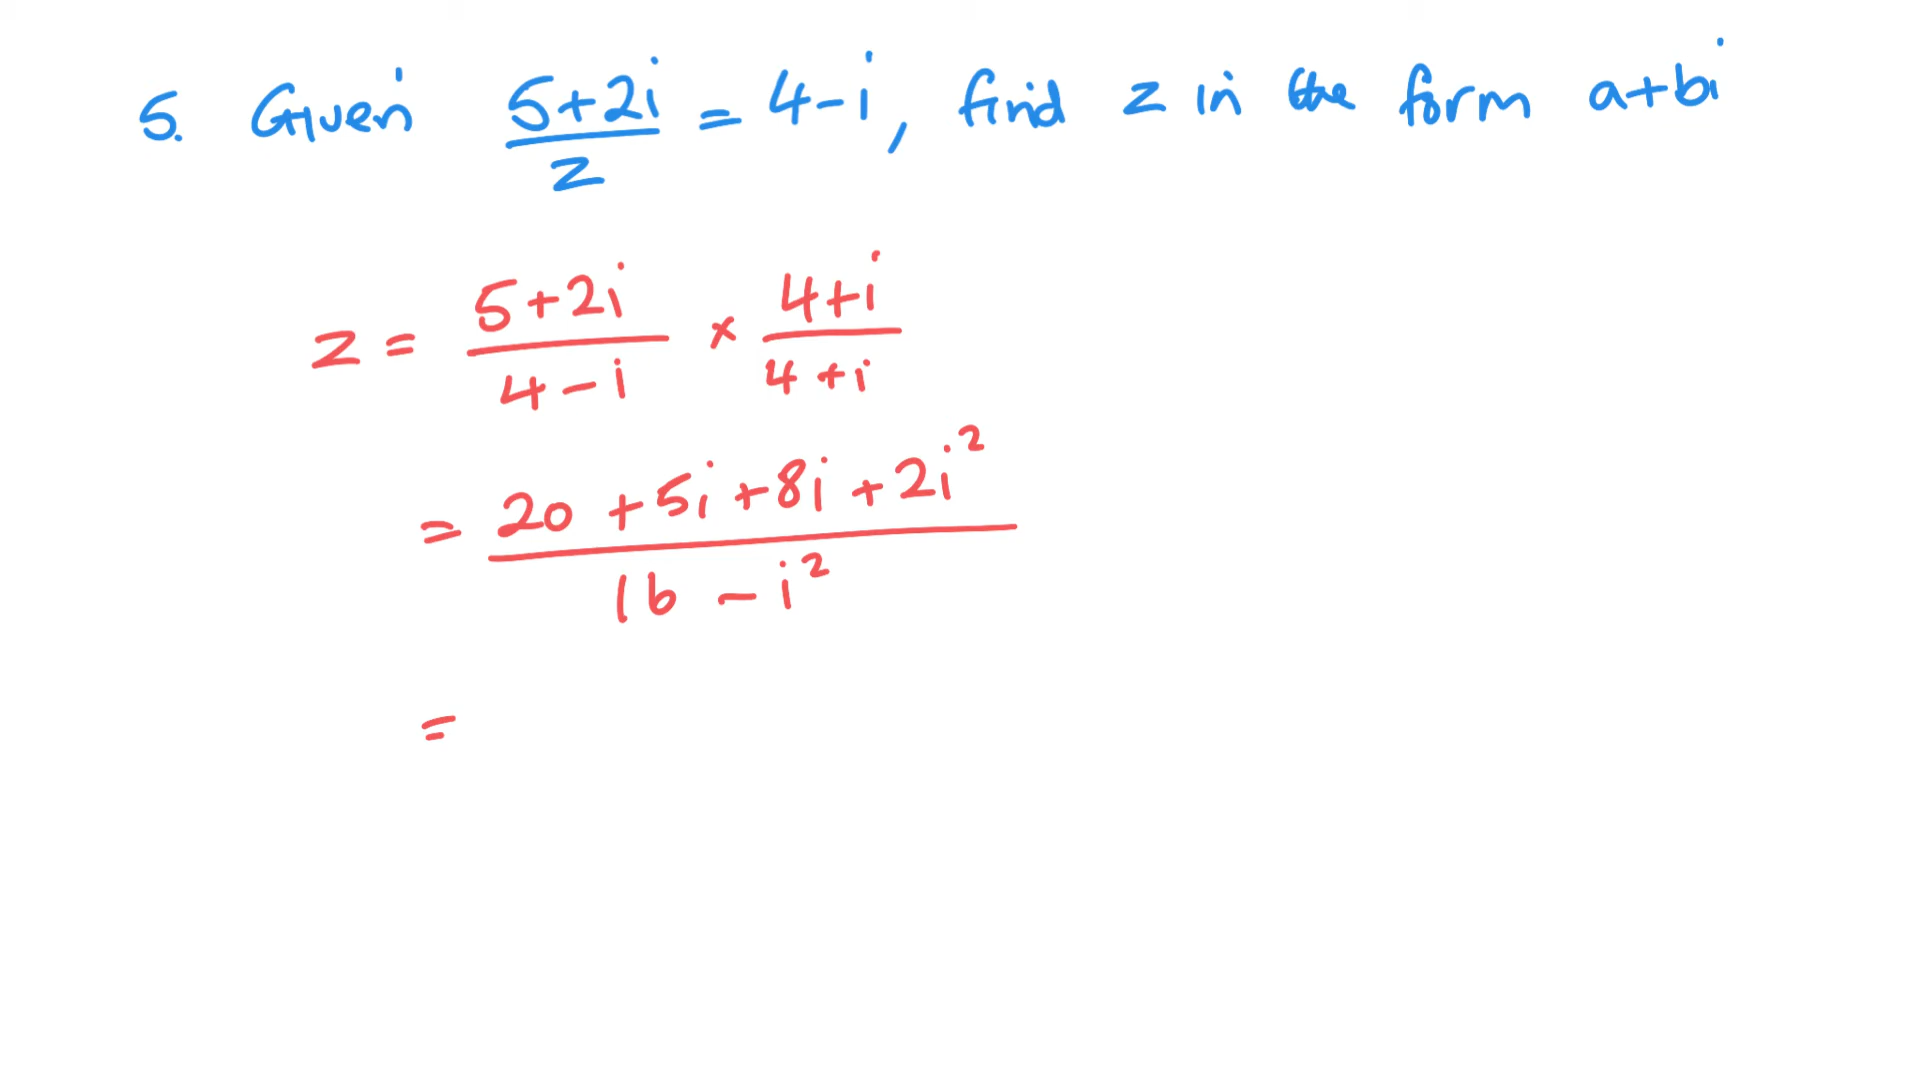 5. Given (5+2i)/z = 4-i, find z in the form a+bi
z = (5+2i)/(4-i) × (4+i)/(4+i)
= (20+5i+8i+2i²)/(16-i²)
=